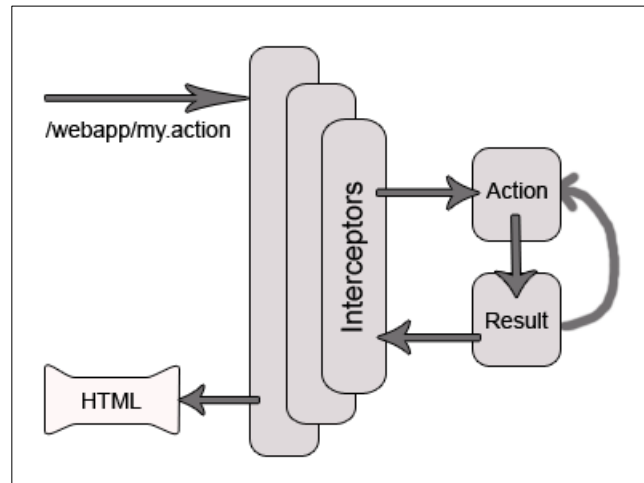 /webapp/my.action
Interceptors
Action
Result
HTML